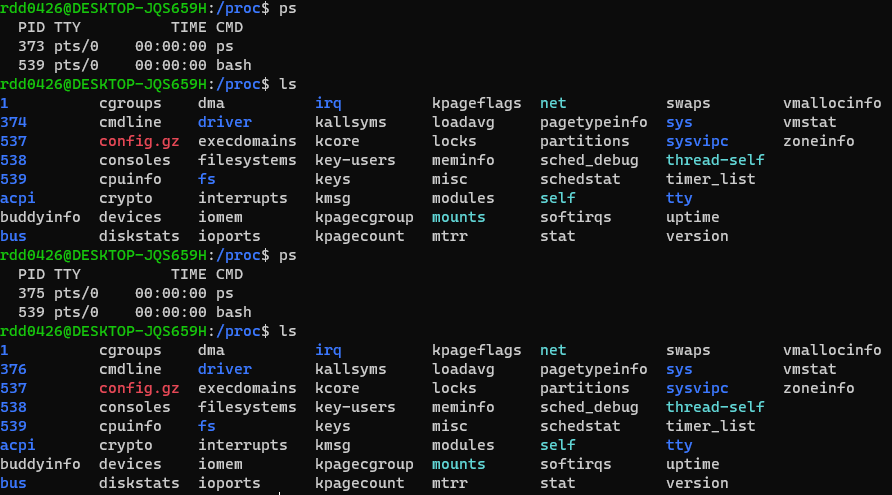 rdd0426@DESKTOP-JQS659H:/proc$ ps
  PID TTY          TIME CMD
  373 pts/0    00:00:00 ps
  539 pts/0    00:00:00 bash
rdd0426@DESKTOP-JQS659H:/proc$ ls
1          cgroups    dma          irq         kpageflags  net           swaps        vmallocinfo
374        cmdline    driver       kallsyms    loadavg     pagetypeinfo  sys          vmstat
537        config.gz  execdomains  kcore       locks       partitions    sysvipc      zoneinfo
538        consoles   filesystems  key-users   meminfo     sched_debug   thread-self
539        cpuinfo    fs           keys        misc        schedstat     timer_list
acpi       crypto     interrupts   kmsg        modules     self          tty
buddyinfo  devices    iomem        kpagecgroup  mounts      softirqs      uptime
bus        diskstats  ioports      kpagecount  mtrr        stat          version
rdd0426@DESKTOP-JQS659H:/proc$ ps
  PID TTY          TIME CMD
  375 pts/0    00:00:00 ps
  539 pts/0    00:00:00 bash
rdd0426@DESKTOP-JQS659H:/proc$ ls
1          cgroups    dma          irq         kpageflags  net           swaps        vmallocinfo
376        cmdline    driver       kallsyms    loadavg     pagetypeinfo  sys          vmstat
537        config.gz  execdomains  kcore       locks       partitions    sysvipc      zoneinfo
538        consoles   filesystems  key-users   meminfo     sched_debug   thread-self
539        cpuinfo    fs           keys        misc        schedstat     timer_list
acpi       crypto     interrupts   kmsg        modules     self          tty
buddyinfo  devices    iomem        kpagecgroup  mounts      softirqs      uptime
bus        diskstats  ioports      kpagecount  mtrr        stat          version